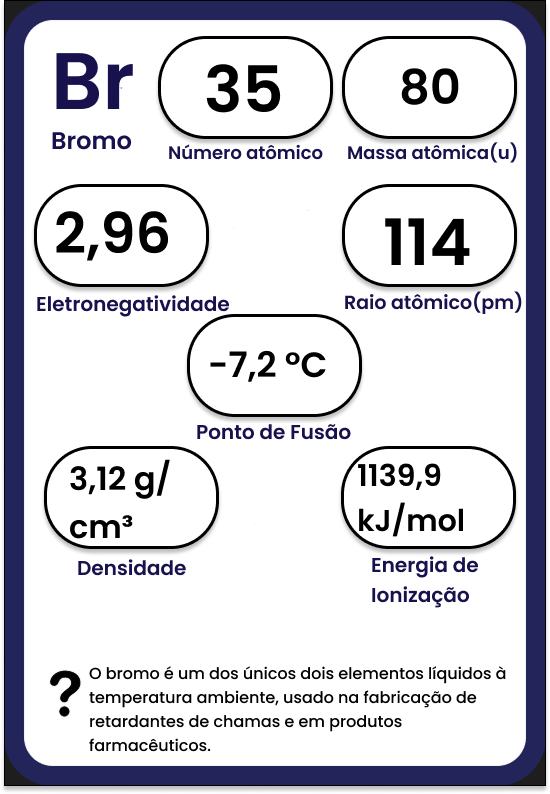 Br
Bromo
35
Número atômico
80
Massa atômica(u)
2,96
Eletronegatividade
114
Raio atômico(pm)
-7,2 ºC
Ponto de Fusão
3,12 g/
cm³
Densidade
1139,9
kJ/mol
Energia de
Ionização
?
O bromo é um dos únicos dois elementos líquidos à
temperatura ambiente, usado na fabricação de
retardantes de chamas e em produtos
farmacêuticos.